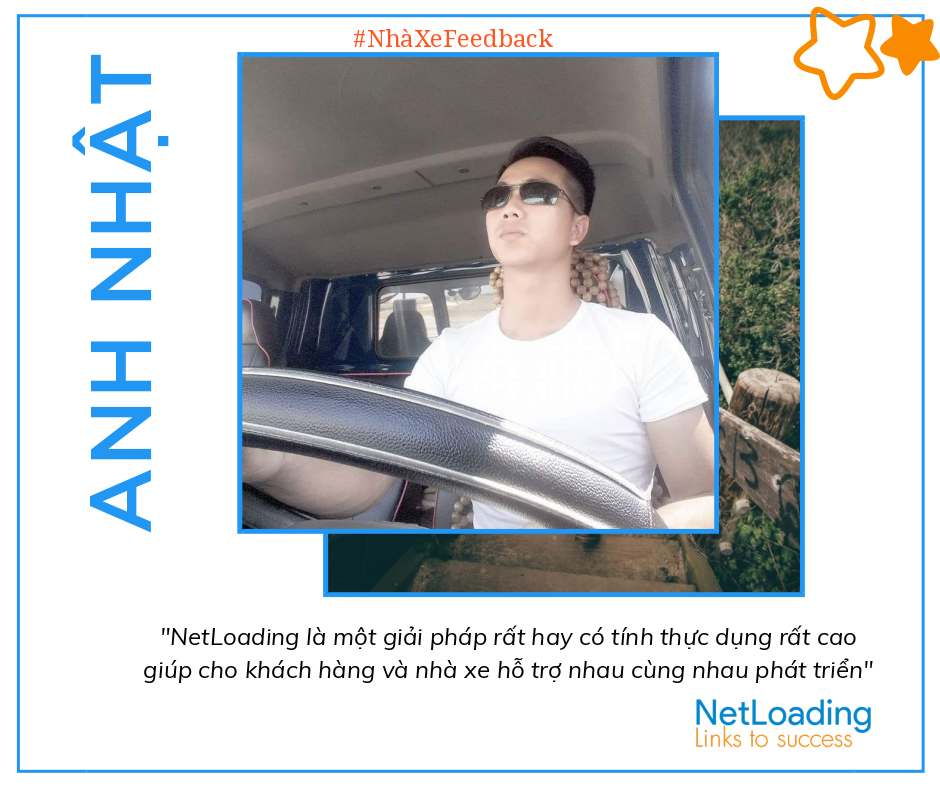 #NhàXeFeedback
ANH NHẬT
"NetLoading là một giải pháp rất hay có tính thực dụng rất cao
giúp cho khách hàng và nhà xe hỗ trợ nhau cùng nhau phát triển"
NetLoading
Links to success